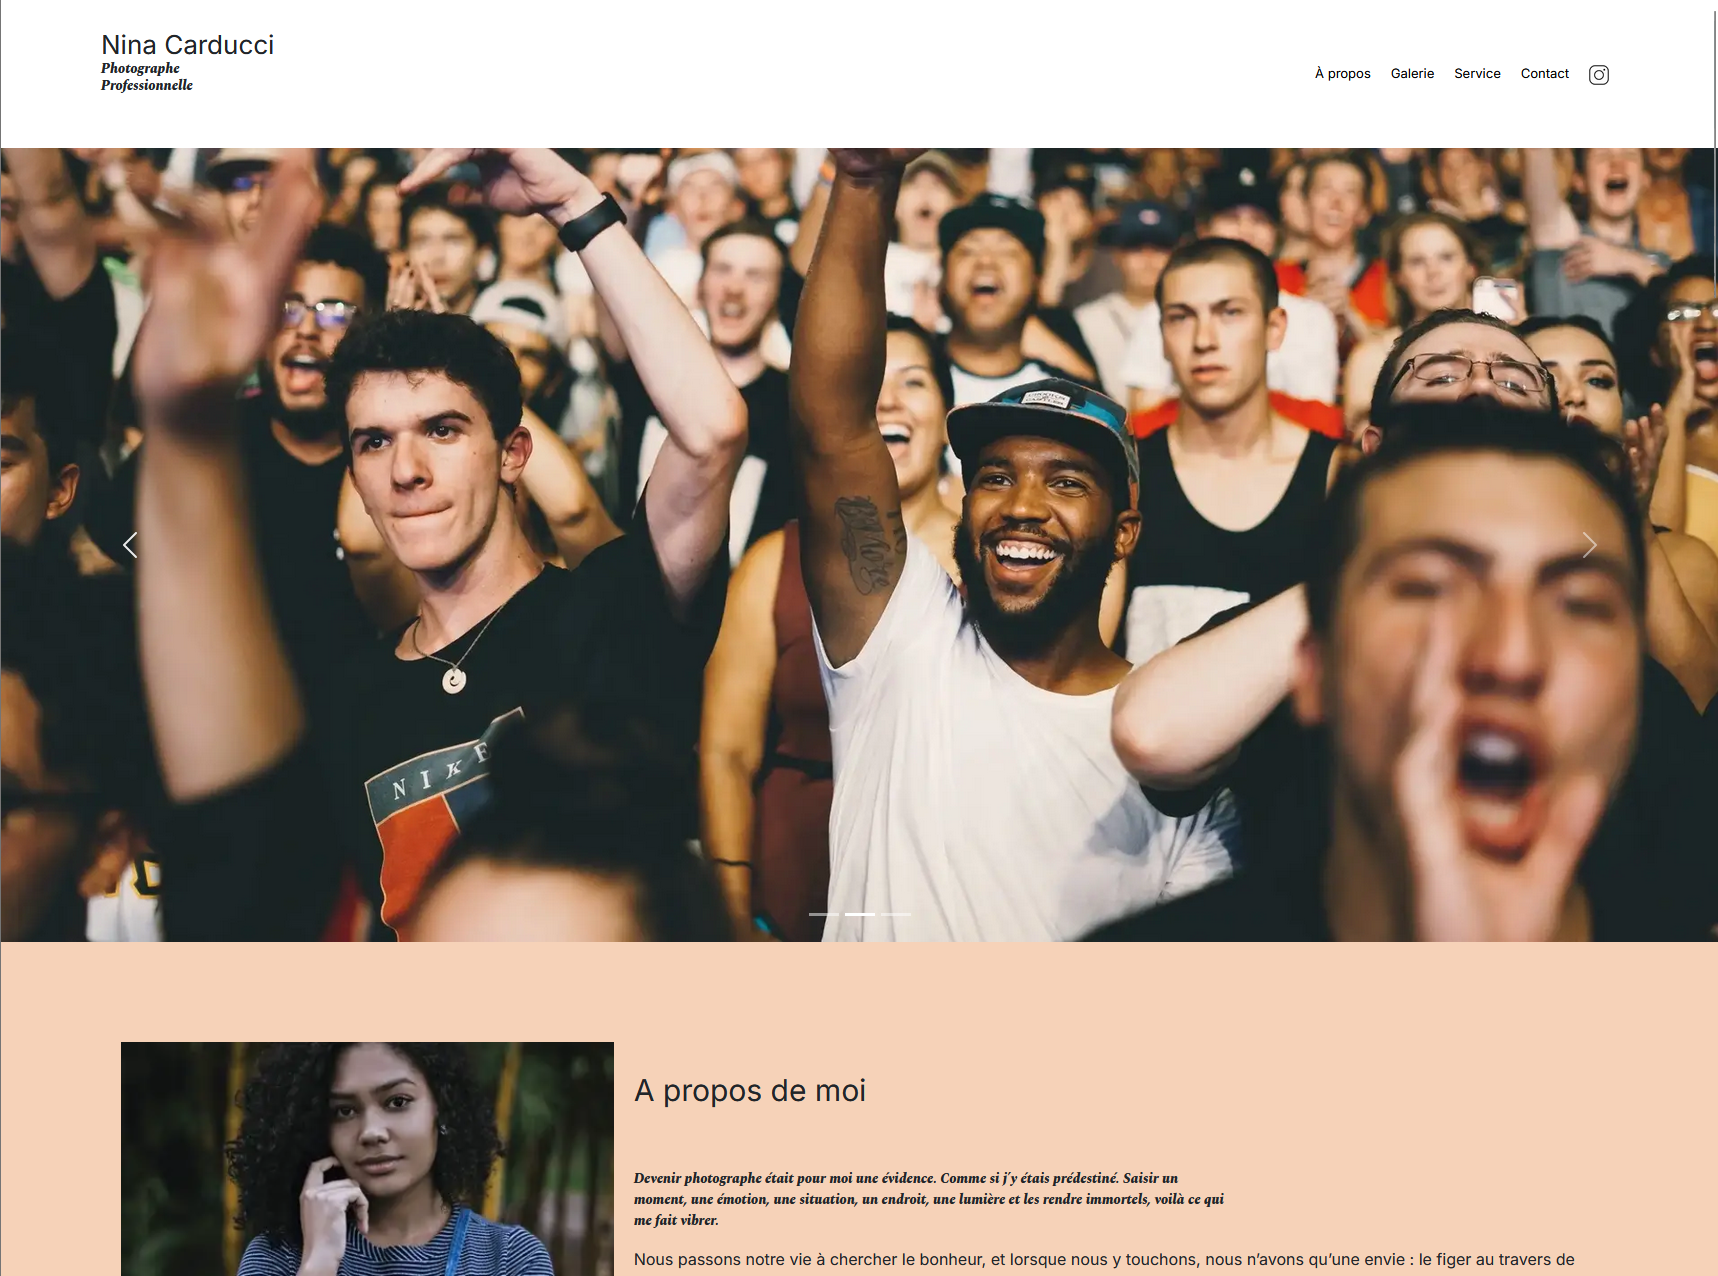 Nina Carducci
Photographe
Professionnelle
À propos
Galerie
Service
Contact
NIKE
A propos de moi
Devenir photographe était pour moi une évidence. Comme si j'y étais prédestiné. Saisir un
moment, une émotion, une situation, un endroit, une lumière et les rendre immortels, voilà ce qui
me fait vibrer.
Nous passons notre vie à chercher le bonheur, et lorsque nous y touchons, nous n’avons qu’une envie : le figer au travers de